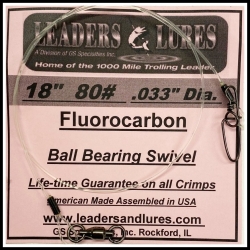 LEADERS & LURES
A Division of US Specialties Inc.
Home of the 1000 Mile Trolling Leader
18" 80# .033" Dia.
Fluorocarbon
Ball Bearing Swivel
Life-time Guarantee on all Crimps
American Made Assembled in USA
www.leadersandlures.com
GS Inc. Rockford, IL